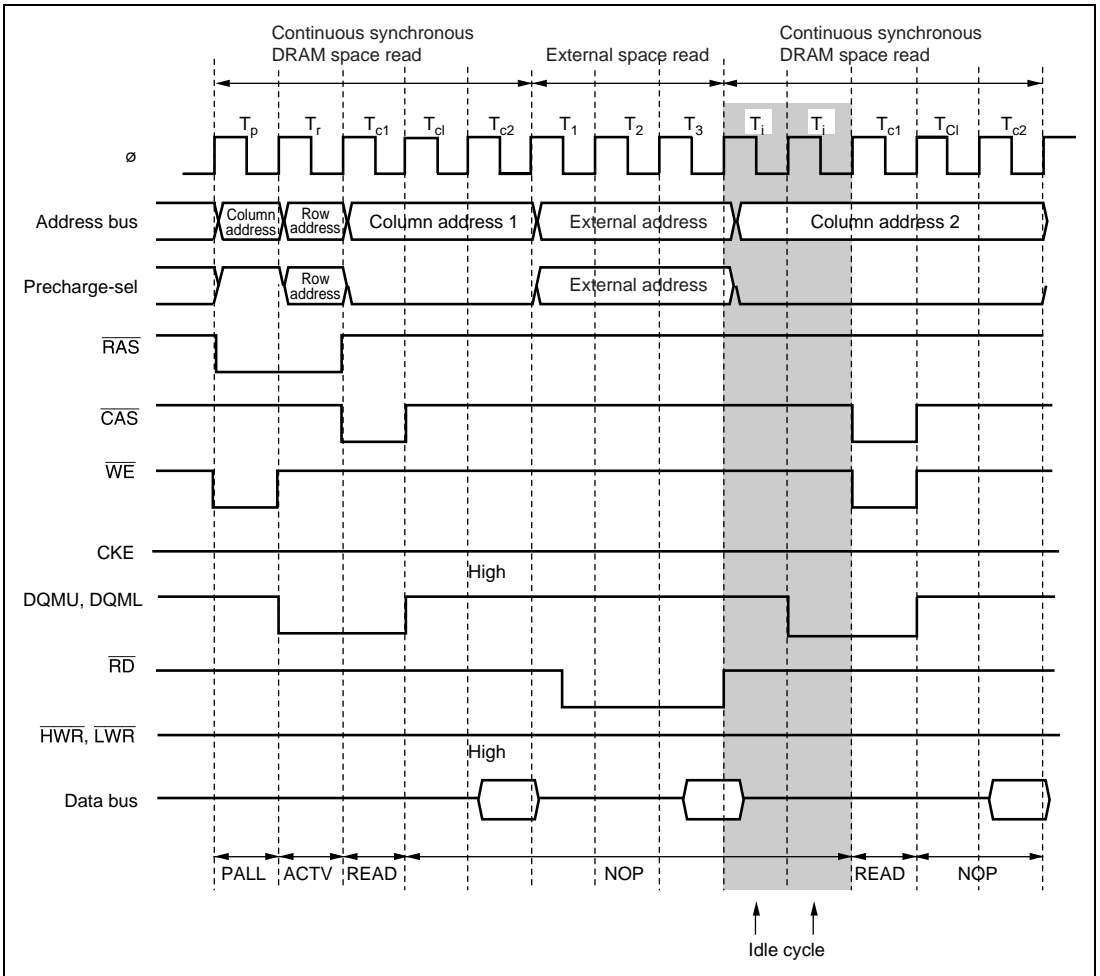 Continuous synchronous
DRAM space read
External space read
Continuous synchronous
DRAM space read
Tp Tr Tc1 Tcl Tc2 T1 T2 T3 Ti Ti Tc1 TCl Tc2
ø
Address bus
Column address
Row address
Column address 1
External address
Column address 2
Precharge-sel
Row address
External address
RAS
CAS
WE
CKE
High
DQMU, DQML
RD
HWR, LWR
High
Data bus
PALL ACTV READ NOP READ NOP
Idle cycle